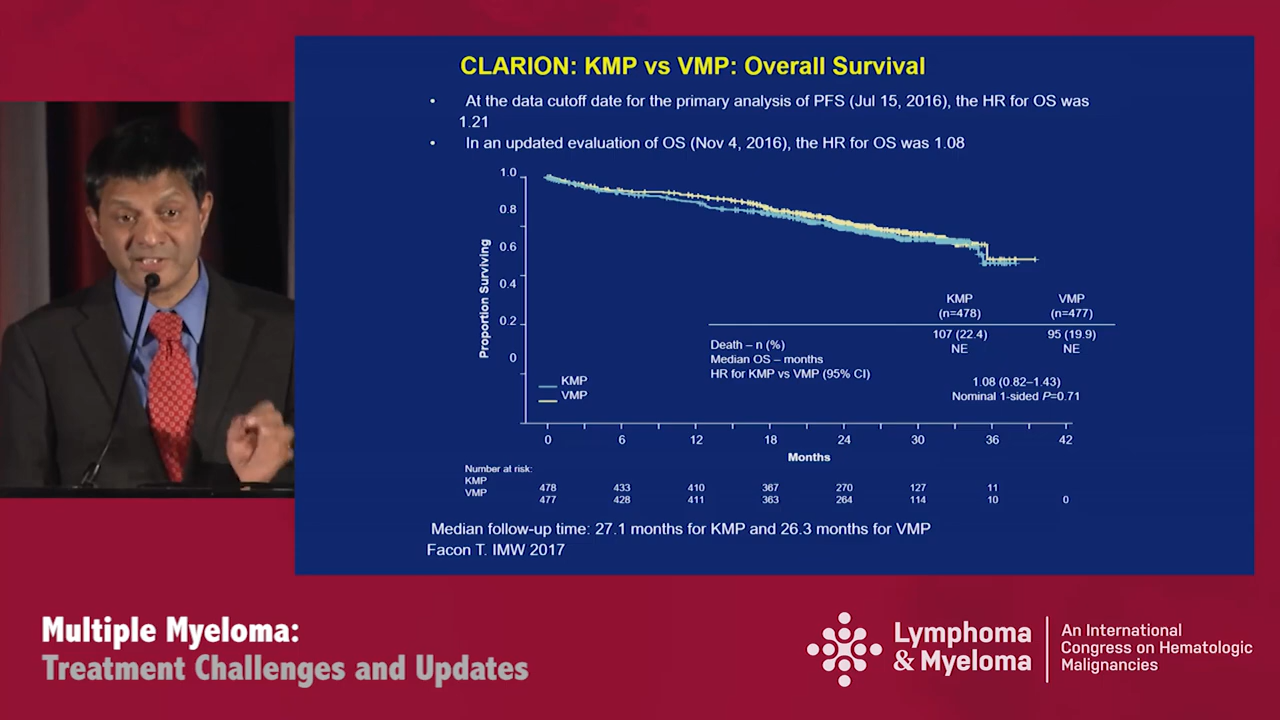 CLARION: KMP vs VMP: Overall Survival
• At the data cutoff date for the primary analysis of PFS (Jul 15, 2016), the HR for OS was
1.21
• In an updated evaluation of OS (Nov 4, 2016), the HR for OS was 1.08
1.0
0.8
0.6
0.4
0.2
0
Proportion Surviving
KMP
VMP
KMP VMP
(n=478) (n=477)
Death – n (%) 107 (22.4) 95 (19.9)
Median OS – months NE NE
HR for KMP vs VMP (95% CI) 1.08 (0.82–1.43)
Nominal 1-sided P=0.71
0 6 12 18 24 30 36 42
Months
Number at risk:
KMP 478 433 410 367 270 127 11
VMP 477 428 411 363 264 114 10 0
Median follow-up time: 27.1 months for KMP and 26.3 months for VMP
Facon T. IMW 2017
Multiple Myeloma:
Treatment Challenges and Updates
Lymphoma
& Myeloma
An International
Congress on Hematologic
Malignancies